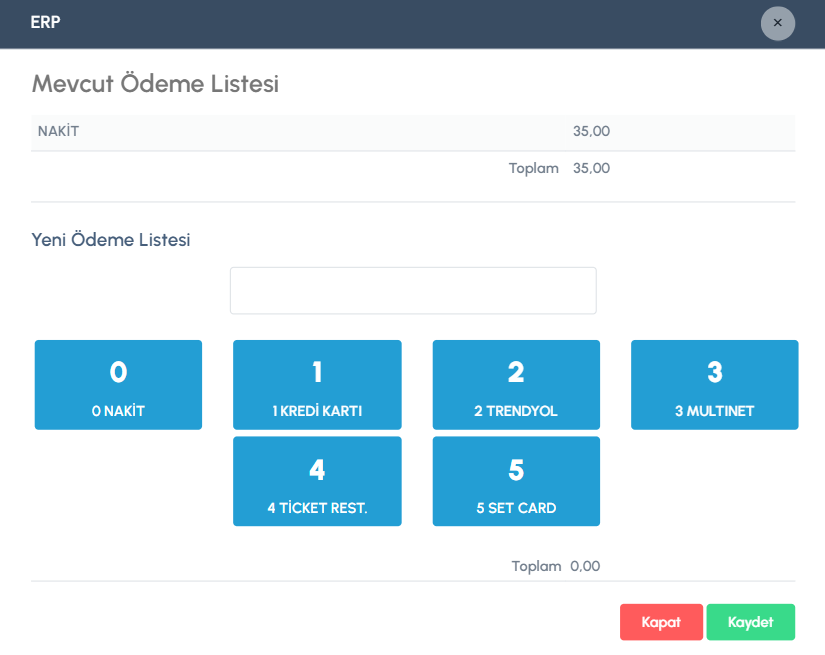 ERP
×
Mevcut Ödeme Listesi
NAKİT 35,00
Toplam 35,00
Yeni Ödeme Listesi
0 1 2 3
0 NAKİT 1 KREDİ KARTI 2 TRENDYOL 3 MULTINET
4 5
4 TİCKET REST. 5 SET CARD
Toplam 0,00
Kapat Kaydet